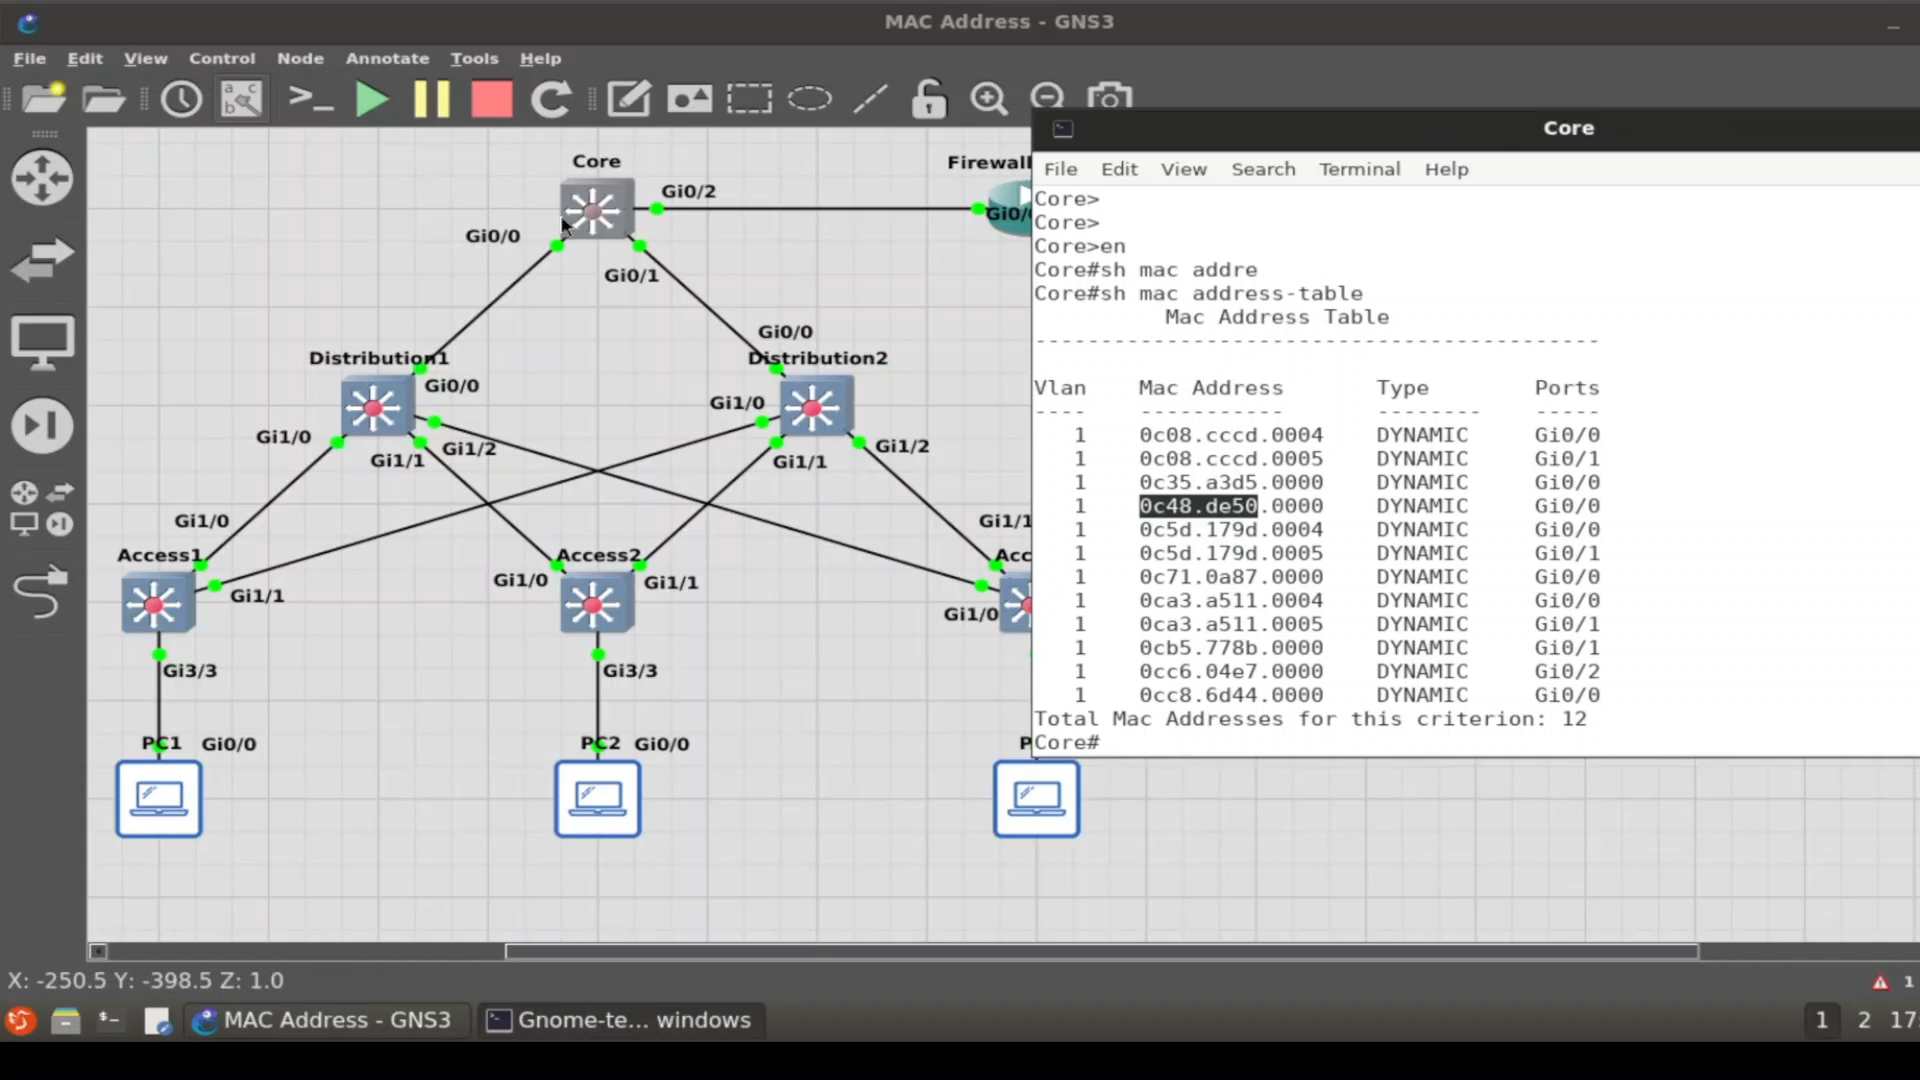 MAC Address - GNS3
File Edit View Control Node Annotate Tools Help
Core
Gi0/2
Firewall
Gi0/0
Gi0/0
Gi0/1
Gi0/0
Distribution1
Distribution2
Gi0/0
Gi1/0
Gi1/0
Gi1/1
Gi1/2
Gi1/1
Gi1/2
Gi1/0
Gi1/1
Access1
Access2
Acc
Gi1/1
Gi1/0
Gi1/1
Gi1/0
Gi3/3
Gi3/3
PC1 Gi0/0
PC2 Gi0/0
P
Core
File Edit View Search Terminal Help
Core>
Core>
Core>en
Core#sh mac addre
Core#sh mac address-table
Mac Address Table
-------------------------------------------
Vlan Mac Address Type Ports
---- ----------- -------- -----
1 0c08.cccd.0004 DYNAMIC Gi0/0
1 0c08.cccd.0005 DYNAMIC Gi0/1
1 0c35.a3d5.0000 DYNAMIC Gi0/0
1 0c48.de50.0000 DYNAMIC Gi0/0
1 0c5d.179d.0004 DYNAMIC Gi0/0
1 0c5d.179d.0005 DYNAMIC Gi0/1
1 0c71.0a87.0000 DYNAMIC Gi0/0
1 0ca3.a511.0004 DYNAMIC Gi0/0
1 0ca3.a511.0005 DYNAMIC Gi0/1
1 0cb5.778b.0000 DYNAMIC Gi0/1
1 0cc6.04e7.0000 DYNAMIC Gi0/2
1 0cc8.6d44.0000 DYNAMIC Gi0/0
Total Mac Addresses for this criterion: 12
Core#
X: -250.5 Y: -398.5 Z: 1.0
1
MAC Address - GNS3
Gnome-te... windows
1 2 17: